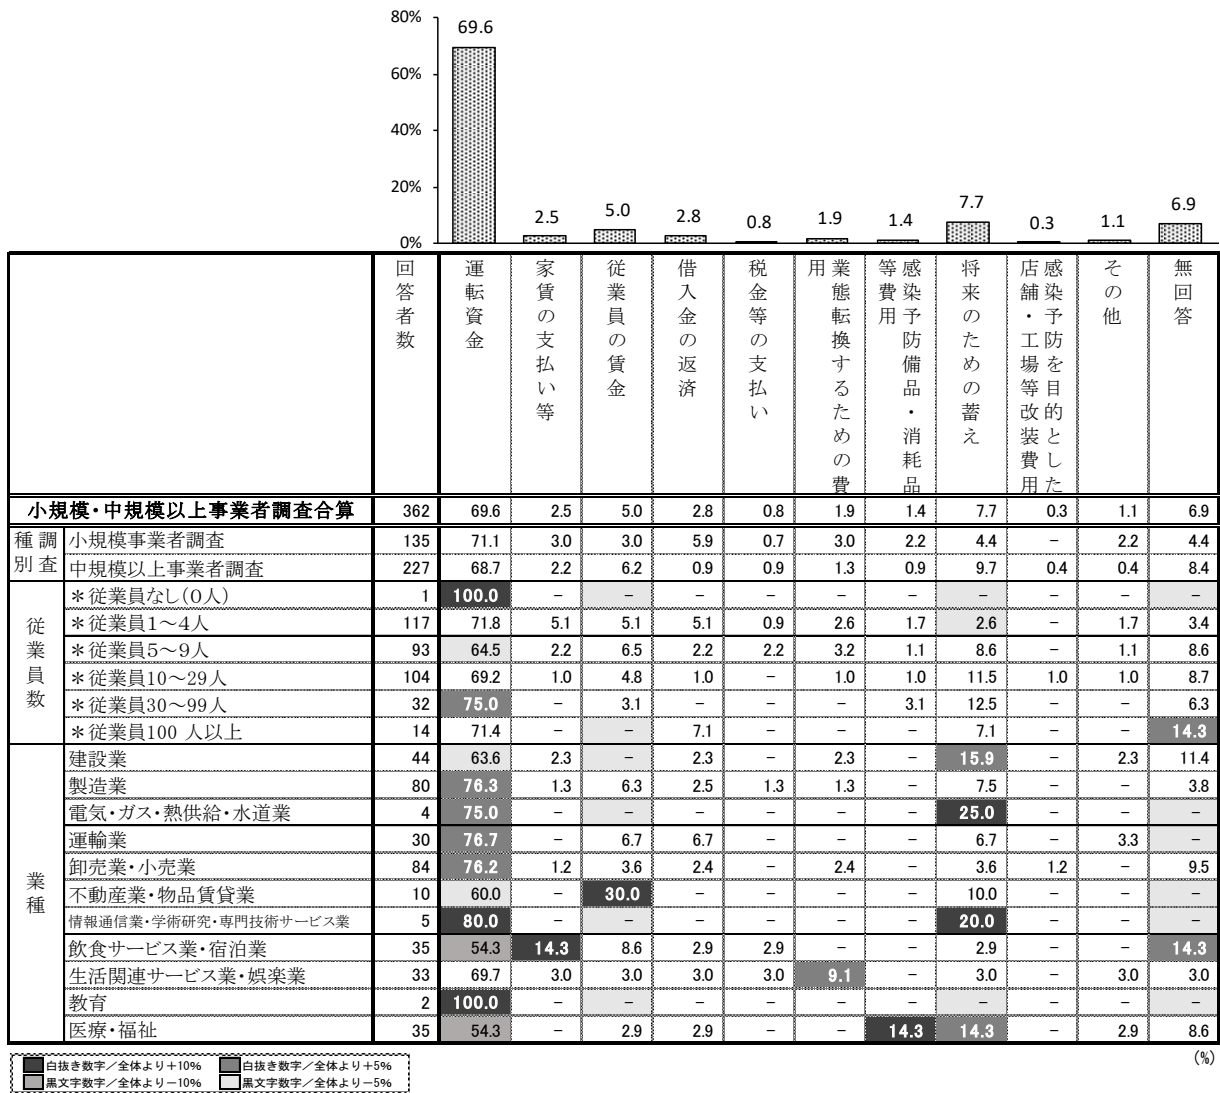 80%
60%
40%
20%
0%
69.6 2.5 5.0 2.8 0.8 1.9 1.4 7.7 0.3 1.1 6.9
回答者数
運転資金
家賃の支払い等
従業員の賃金
借入金の返済
税金等の支払い
業態転換するための費用
感染予防備品・消耗品等費用
将来のための蓄え
感染予防を目的とした店舗・工場等改装費用
その他
無回答
小規模・中規模以上事業者調査合算 362 69.6 2.5 5.0 2.8 0.8 1.9 1.4 7.7 0.3 1.1 6.9
調査種別
小規模事業者調査 135 71.1 3.0 3.0 5.9 0.7 3.0 2.2 4.4 － 2.2 4.4
中規模以上事業者調査 227 68.7 2.2 6.2 0.9 0.9 1.3 0.9 9.7 0.4 0.4 8.4
従業員数
＊従業員なし（0人） 1 100.0 － － － － － － － － － －
＊従業員1～4人 117 71.8 5.1 5.1 5.1 0.9 2.6 1.7 2.6 － 1.7 3.4
＊従業員5～9人 93 64.5 2.2 6.5 2.2 2.2 3.2 1.1 8.6 － 1.1 8.6
＊従業員10～29人 104 69.2 1.0 4.8 1.0 － 1.0 1.0 11.5 1.0 1.0 8.7
＊従業員30～99人 32 75.0 － 3.1 － － － 3.1 12.5 － － 6.3
＊従業員100 人以上 14 71.4 － － 7.1 － － － 7.1 － － 14.3
業種
建設業 44 63.6 2.3 － 2.3 － 2.3 － 15.9 － 2.3 11.4
製造業 80 76.3 1.3 6.3 2.5 1.3 1.3 － 7.5 － － 3.8
電気・ガス・熱供給・水道業 4 75.0 － － － － － － 25.0 － － －
運輸業 30 76.7 － 6.7 6.7 － － － 6.7 － 3.3 －
卸売業・小売業 84 76.2 1.2 3.6 2.4 － 2.4 － 3.6 1.2 － 9.5
不動産業・物品賃貸業 10 60.0 － 30.0 － － － － 10.0 － － －
情報通信業・学術研究・専門技術サービス業 5 80.0 － － － － － － 20.0 － － －
飲食サービス業・宿泊業 35 54.3 14.3 8.6 2.9 2.9 － － 2.9 － － 14.3
生活関連サービス業・娯楽業 33 69.7 3.0 3.0 3.0 3.0 9.1 － 3.0 － 3.0 3.0
教育 2 100.0 － － － － － － － － － －
医療・福祉 35 54.3 － 2.9 2.9 － － 14.3 14.3 － 2.9 8.6
(%)
白抜き数字／全体より＋10% 白抜き数字／全体より＋5%
黒文字数字／全体より－10% 黒文字数字／全体より－5%